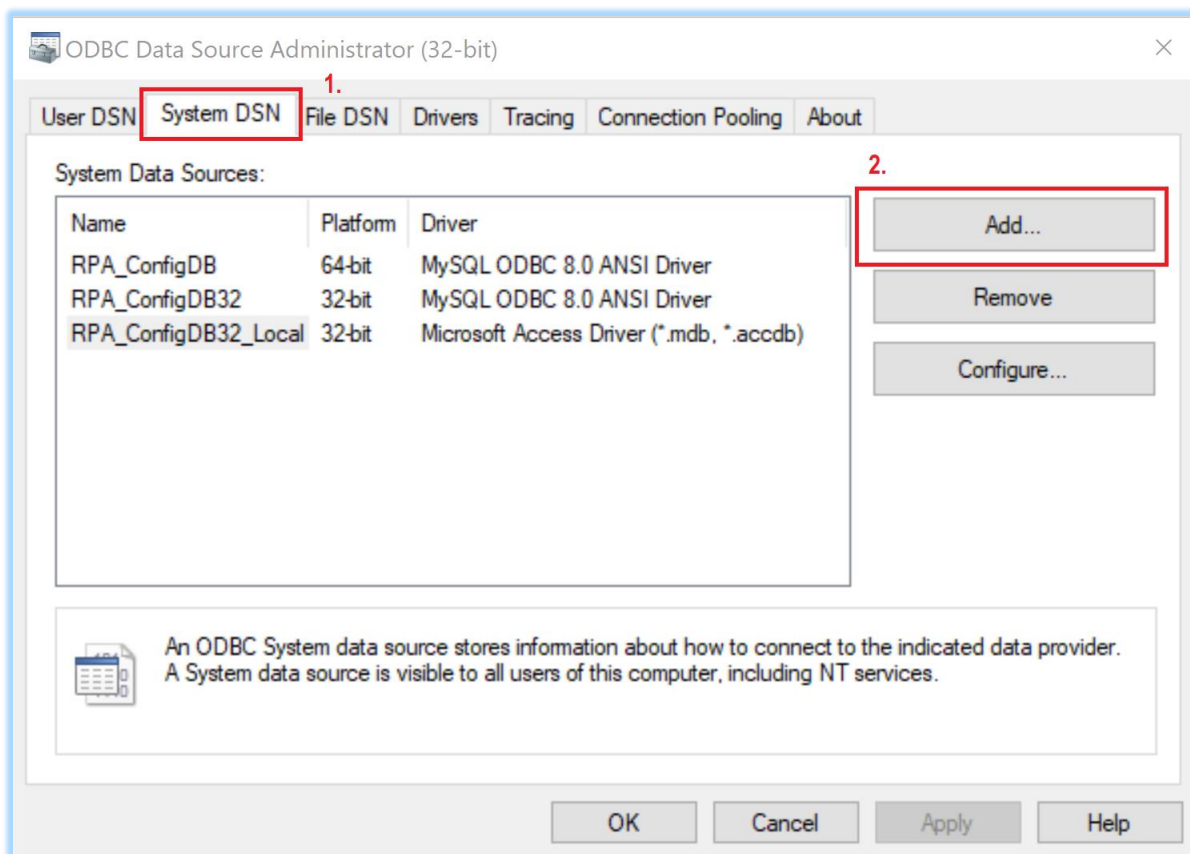 ODBC Data Source Administrator (32-bit)
1.
User DSN System DSN File DSN Drivers Tracing Connection Pooling About
System Data Sources:
2.
Name Platform Driver
Add...
RPA_ConfigDB 64-bit MySQL ODBC 8.0 ANSI Driver
RPA_ConfigDB32 32-bit MySQL ODBC 8.0 ANSI Driver
Remove
RPA_ConfigDB32_Local 32-bit Microsoft Access Driver (*.mdb, *.accdb)
Configure...
An ODBC System data source stores information about how to connect to the indicated data provider.
A System data source is visible to all users of this computer, including NT services.
OK Cancel Apply Help